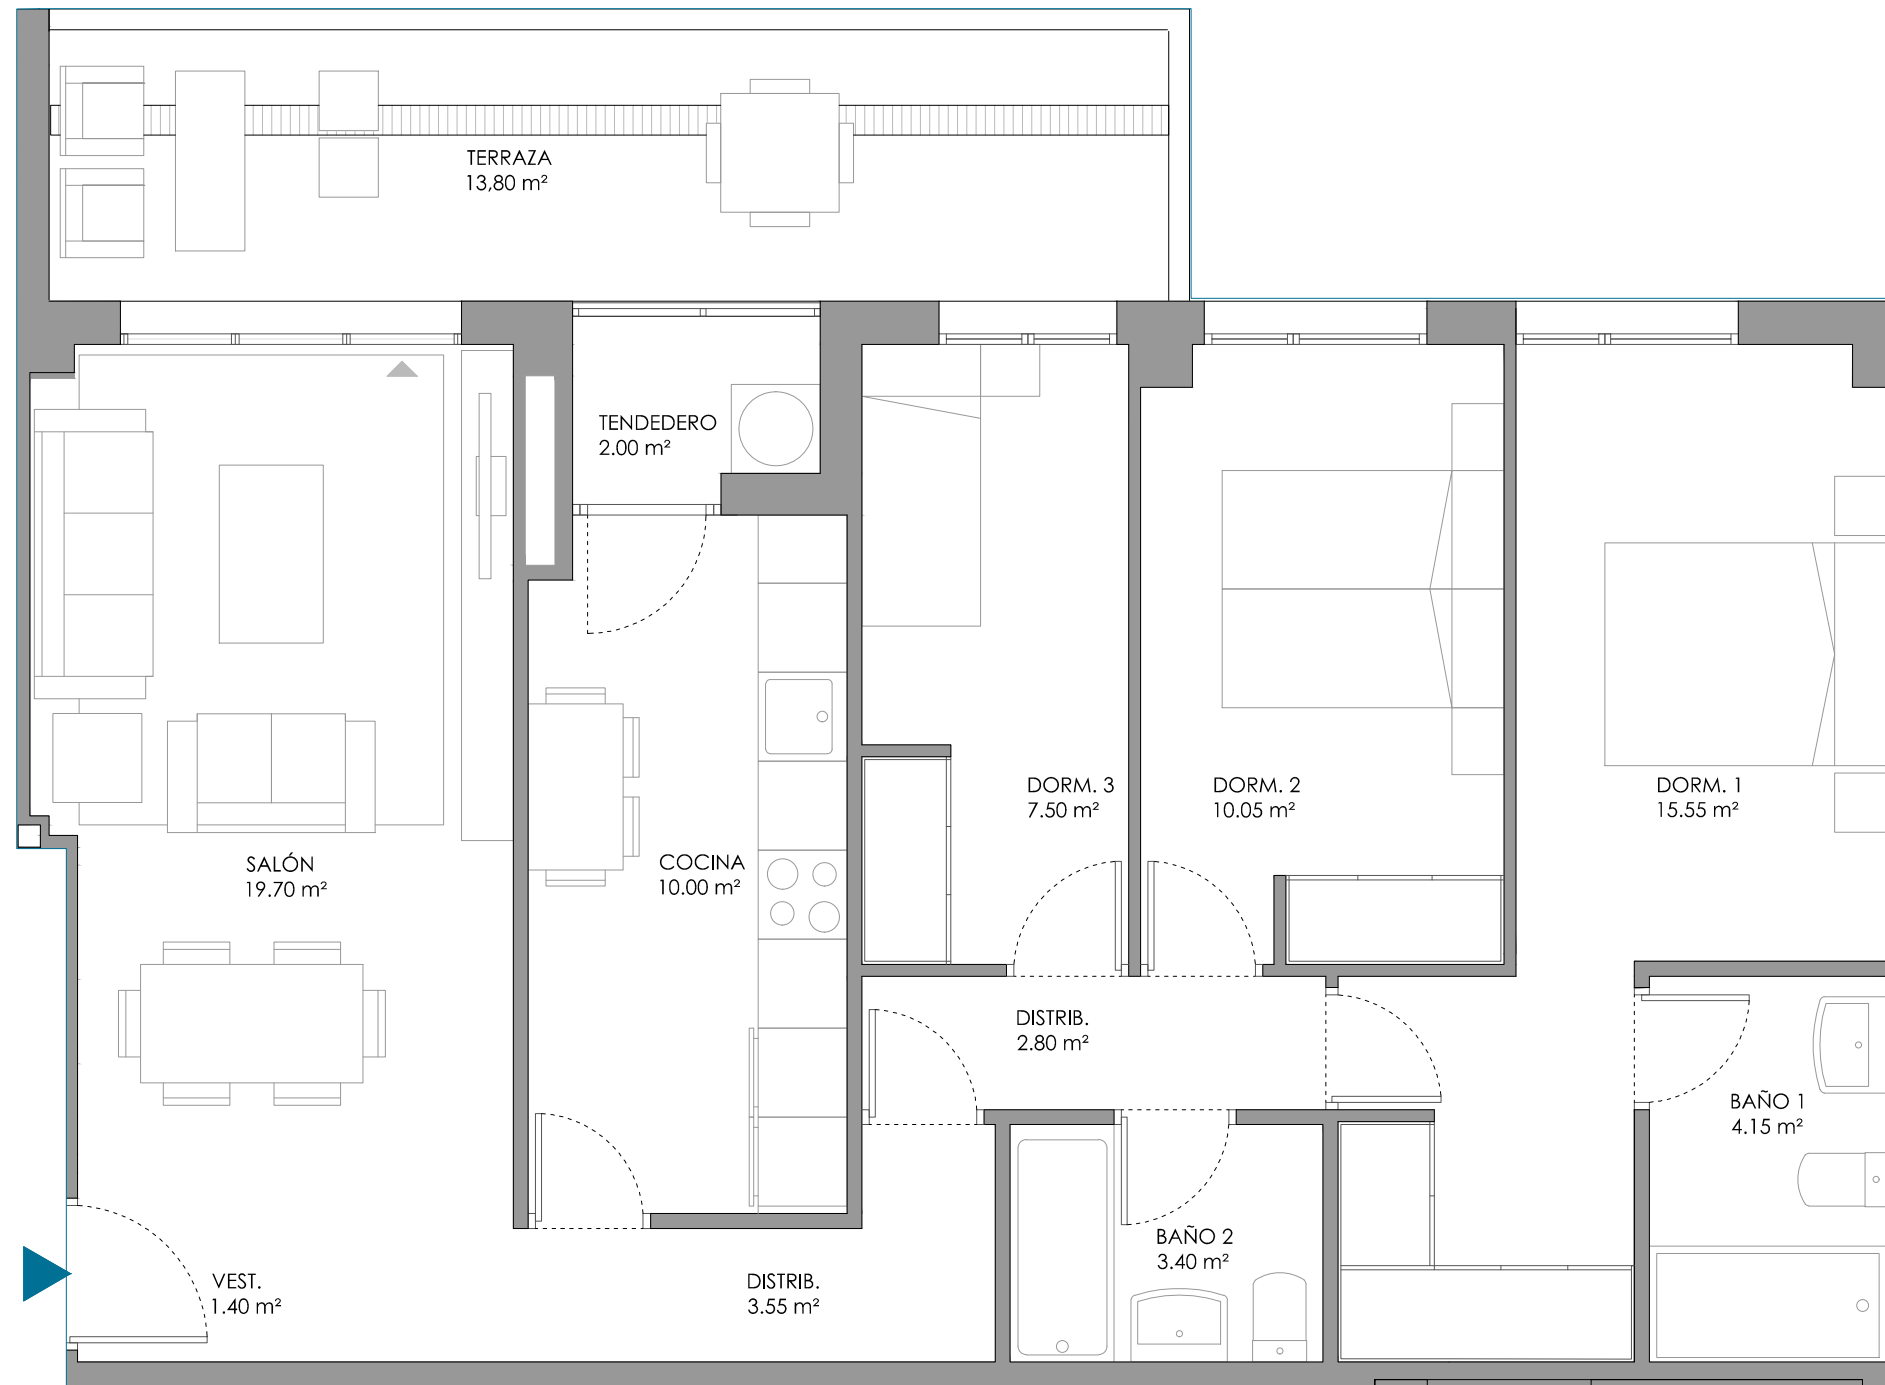 TERRAZA
13,80 m²
TENDEDERO
2.00 m²
DORM. 3
7.50 m²
DORM. 2
10.05 m²
DORM. 1
15.55 m²
SALÓN
19.70 m²
COCINA
10.00 m²
DISTRIB.
2.80 m²
BAÑO 1
4.15 m²
BAÑO 2
3.40 m²
VEST.
1.40 m²
DISTRIB.
3.55 m²